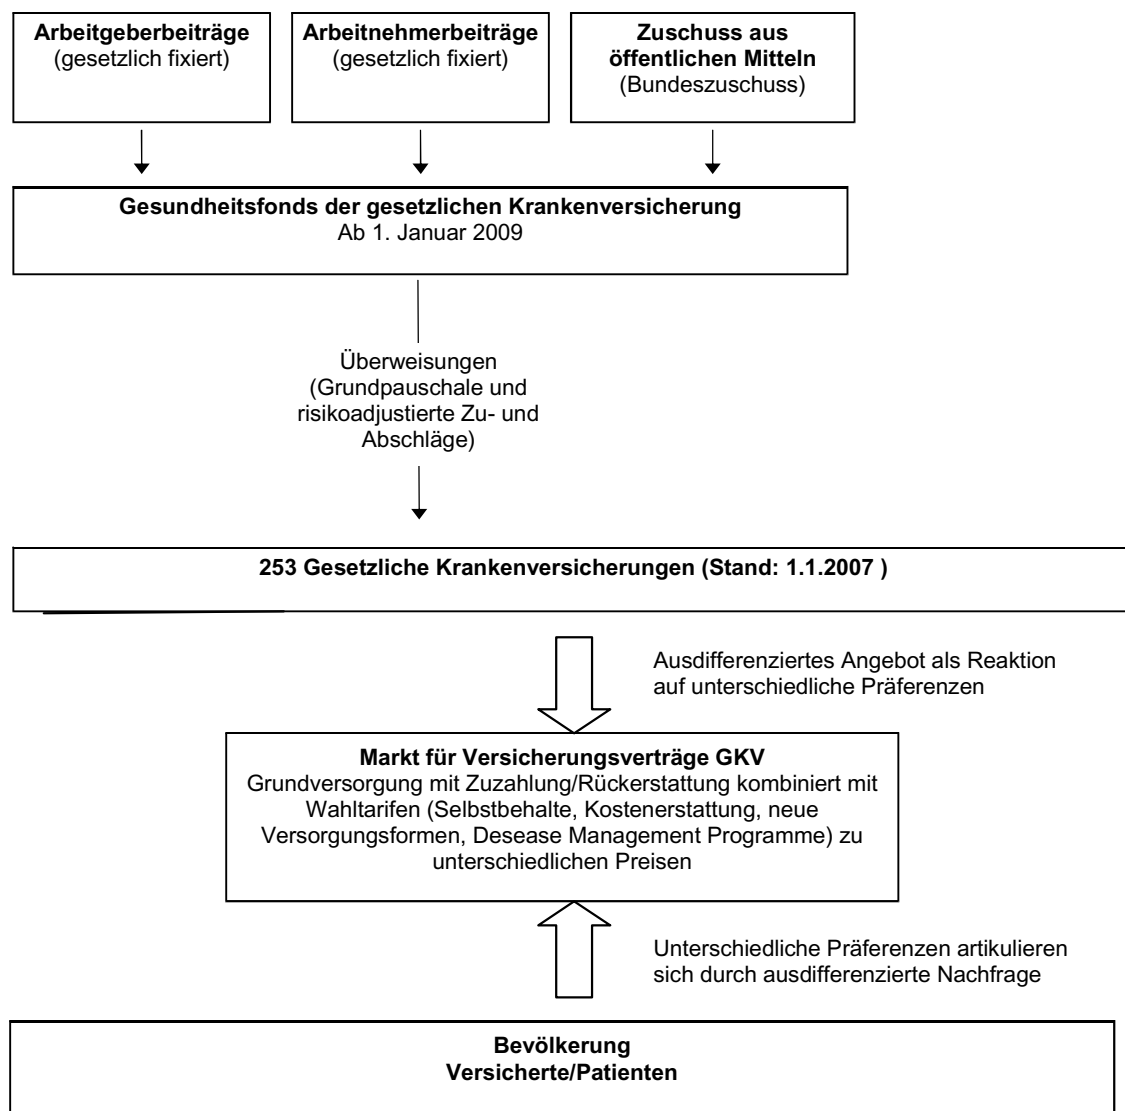 Arbeitgeberbeiträge
(gesetzlich fixiert)
Arbeitnehmerbeiträge
(gesetzlich fixiert)
Zuschuss aus
öffentlichen Mitteln
(Bundeszuschuss)
Gesundheitsfonds der gesetzlichen Krankenversicherung
Ab 1. Januar 2009
Überweisungen
(Grundpauschale und
risikoadjustierte Zu- und
Abschläge)
253 Gesetzliche Krankenversicherungen (Stand: 1.1.2007 )
Ausdifferenziertes Angebot als Reaktion
auf unterschiedliche Präferenzen
Markt für Versicherungsverträge GKV
Grundversorgung mit Zuzahlung/Rückerstattung kombiniert mit
Wahltarifen (Selbstbehalte, Kostenerstattung, neue
Versorgungsformen, Desease Management Programme) zu
unterschiedlichen Preisen
Unterschiedliche Präferenzen artikulieren
sich durch ausdifferenzierte Nachfrage
Bevölkerung
Versicherte/Patienten